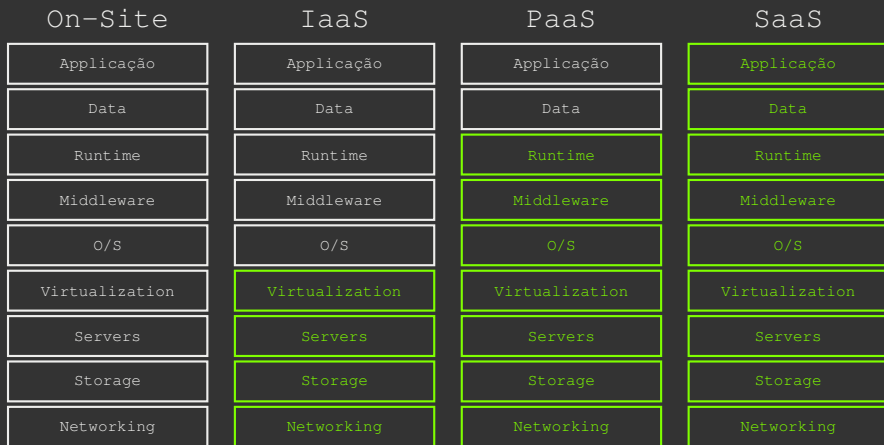 On-Site IaaS PaaS SaaS
Applicação Applicação Applicação Applicação
Data Data Data Data
Runtime Runtime Runtime Runtime
Middleware Middleware Middleware Middleware
O/S O/S O/S O/S
Virtualization Virtualization Virtualization Virtualization
Servers Servers Servers Servers
Storage Storage Storage Storage
Networking Networking Networking Networking